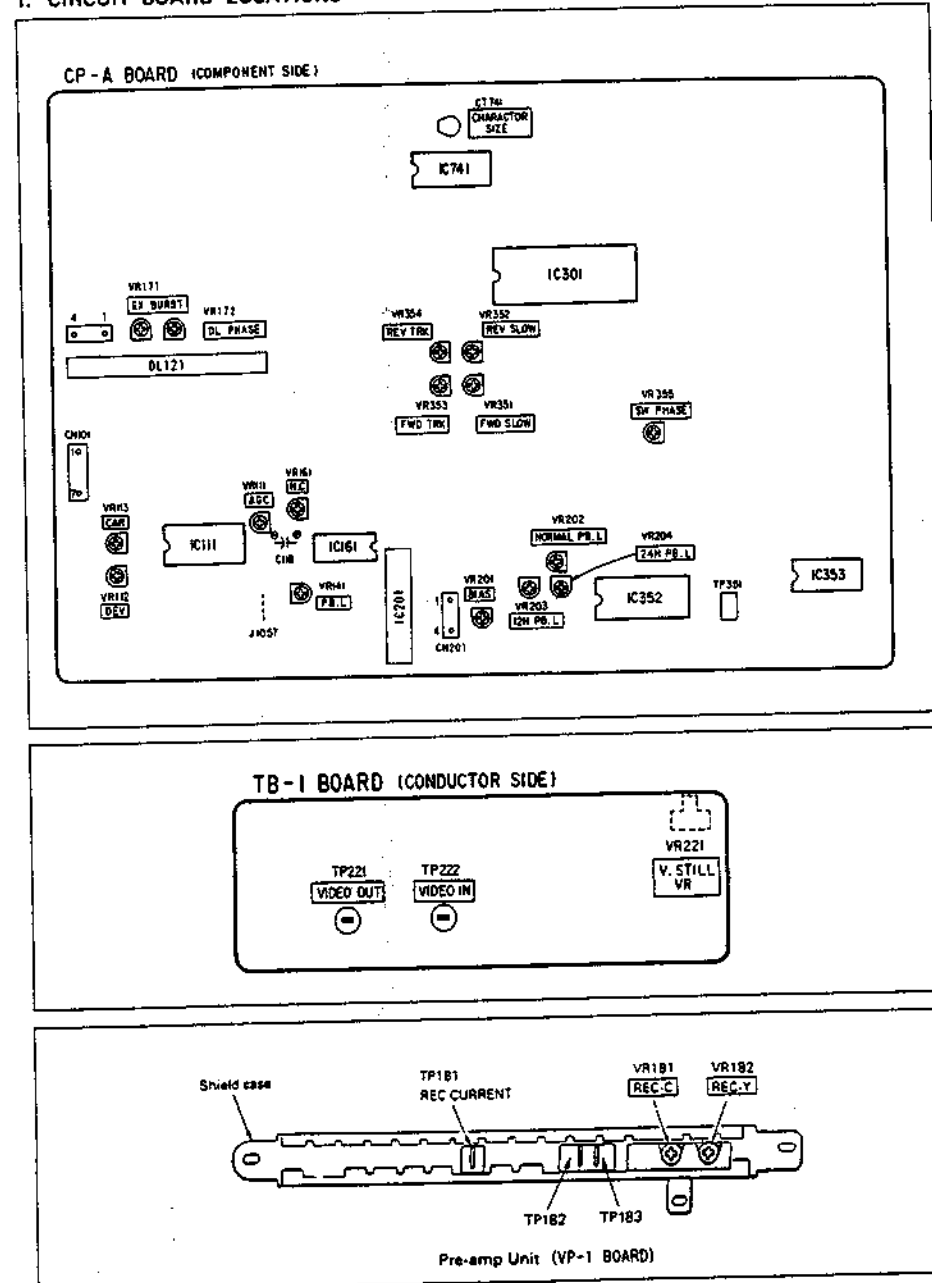 1. CIRCUIT BOARD LOCATIONS
CP-A BOARD (COMPONENT SIDE)
CT741
CHARACTOR
SIZE
IC741
IC301
VR171
EX BURST
VR172
DL PHASE
4 1
DL121
VR354
REV TRK
VR352
REV SLOW
VR353
FWD TRK
VR351
FWD SLOW
VR355
SW PHASE
CN101
1
7
VR113
CAR
VR112
DEV
IC111
VR111
AGC
VR161
N.C
C118
IC161
VR141
PB.L
J1057
IC201
1
4
CN201
VR201
BIAS
VR202
NORMAL PB.L
VR204
24H PB.L
VR203
12H PB.L
IC352
TP351
IC353
TB-1 BOARD (CONDUCTOR SIDE)
TP221
VIDEO OUT
TP222
VIDEO IN
VR221
V. STILL
VR
Shield case
TP181
REC CURRENT
VR181
REC-C
VR182
REC-Y
TP182
TP183
Pre-amp Unit (VP-1 BOARD)